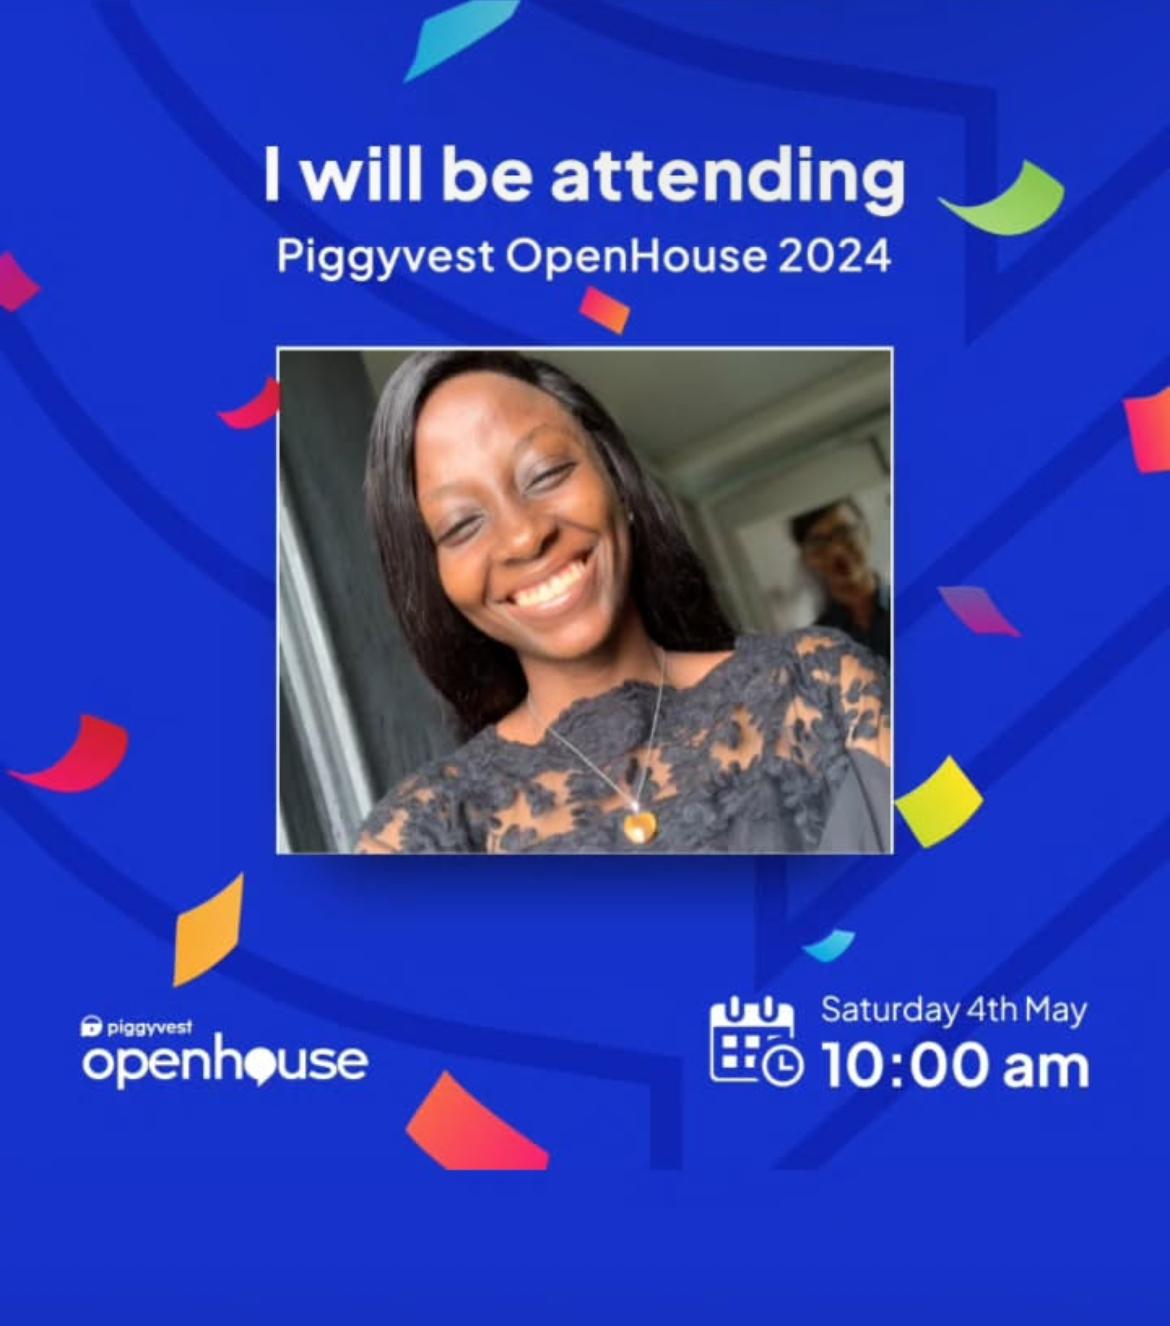 I will be attending
Piggyvest OpenHouse 2024
piggyvest
openhouse
Saturday 4th May
10:00 am